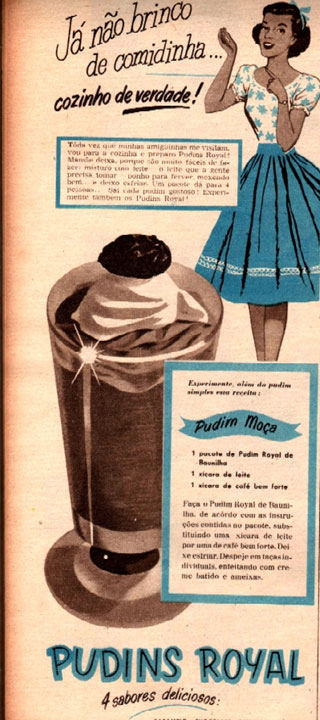 Já não brinco
de comidinha...
cozinho de verdade!
Tôda vez que minhas amiguinhas me visitam,
vou para a cozinha e preparo Pudins Royal!
Mamãe deixa, porque são muito fáceis de fa-
zer: misturo com leite - o leite que a gente
precisa tomar - ponho para ferver, mexendo
bem... e deixo esfriar. Um pacote dá para 4
pessoas... Sai cada pudim gostoso! Experi-
mente também os Pudins Royal!
Experimente, além do pudim
simples esta receita:
Pudim Moça
1 pacote de Pudim Royal de
Baunilha
1 xícara de leite
1 xícara de café bem forte
Faça o Pudim Royal de Bauni-
lha, de acôrdo com as instru-
ções contidas no pacote, subs-
tituindo uma xícara de leite
por uma de café bem forte. Dei-
xe esfriar. Despeje em taças in-
dividuais, enfeitando com cre-
me batido e ameixas.
PUDINS ROYAL
4 sabores deliciosos: